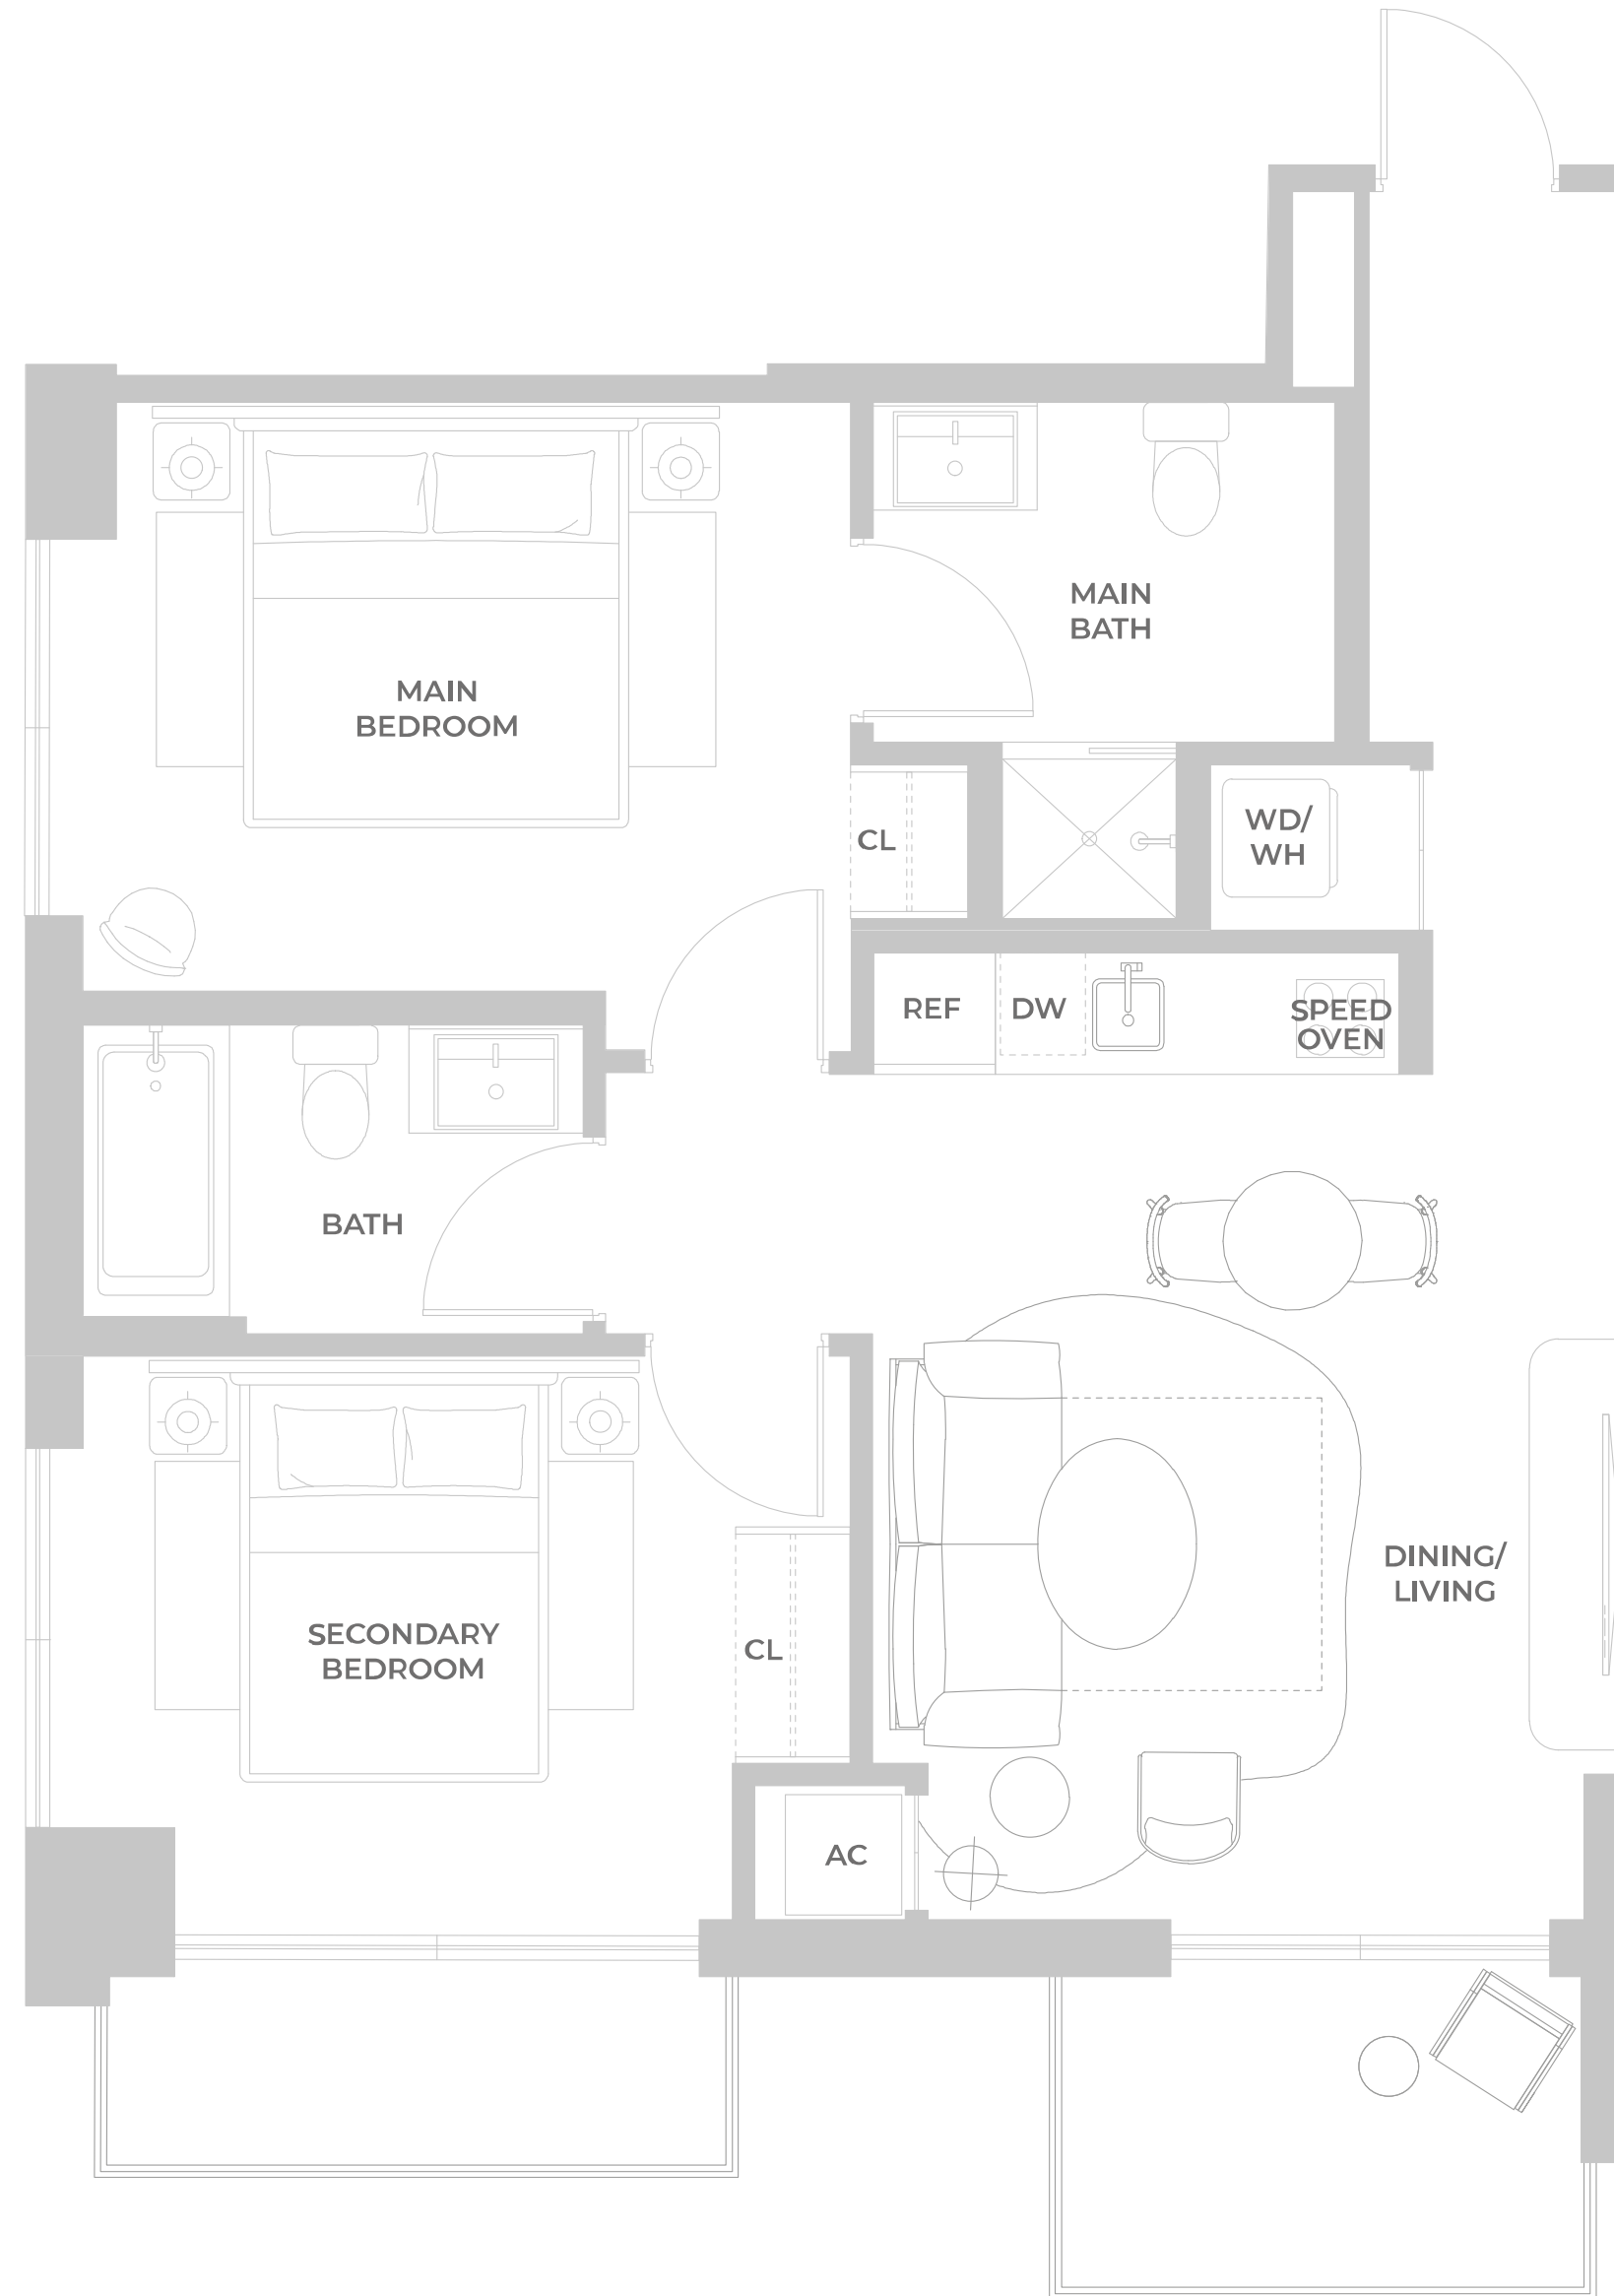 MAIN
BATH
MAIN
BEDROOM
WD/
WH
CL
REF
DW
SPEED
OVEN
BATH
DINING/
LIVING
SECONDARY
BEDROOM
CL
AC